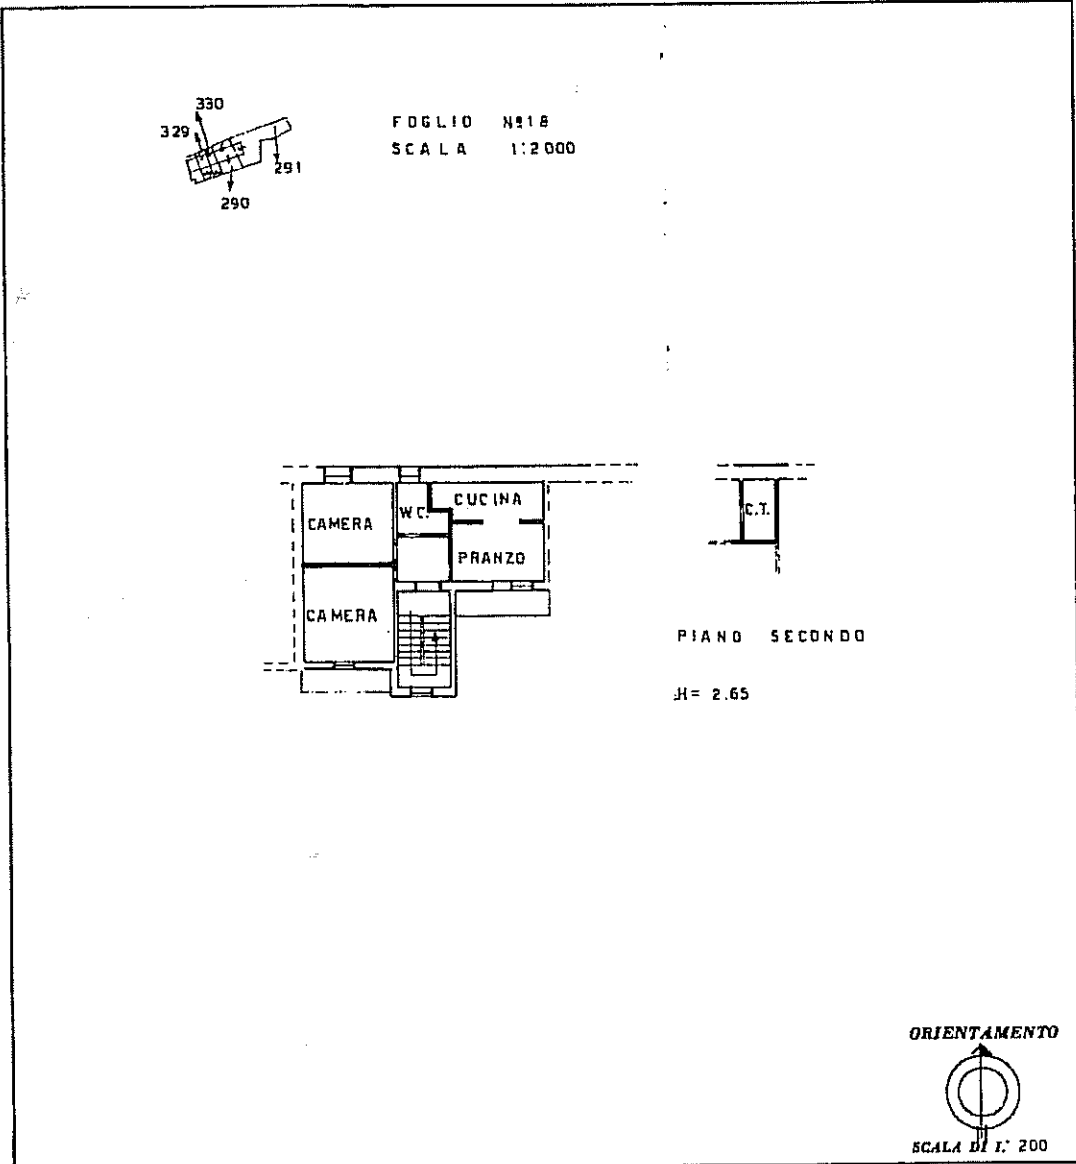 330
329
291
290
FOGLIO Nº18
SCALA 1:2000
CAMERA
W.C.
CUCINA
PRANZO
CAMERA
C.T.
PIANO SECONDO
H= 2.65
ORIENTAMENTO
SCALA DI 1: 200